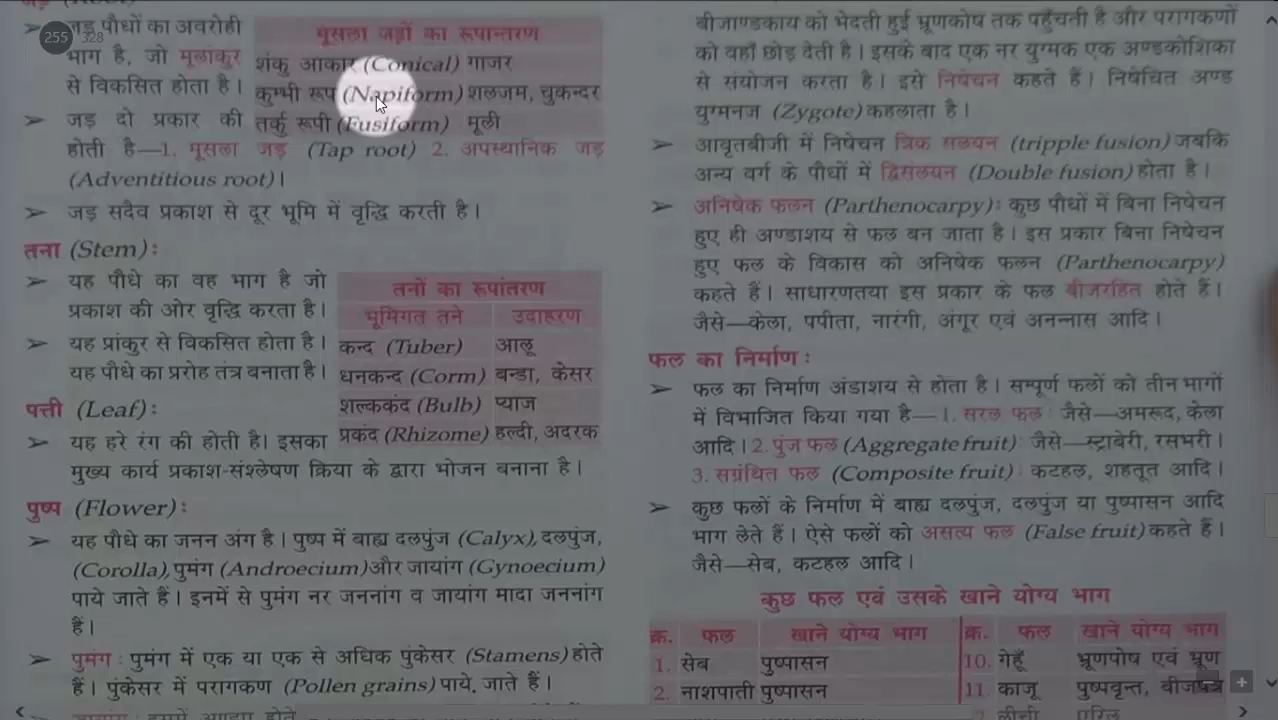 255 328
जड़ पौधों का अवरोही
भाग है, जो मूलांकुर
से विकसित होता है।
मूसला जड़ों का रूपान्तरण
शंकु आकार (Conical) गाजर
कुम्भी रूप (Napiform) शलजम, चुकन्दर
तर्कु रूपी (Fusiform) मूली
➢ जड़ दो प्रकार की
होती है—1. मूसला जड़ (Tap root) 2. अपस्थानिक जड़
(Adventitious root)।
➢ जड़ सदैव प्रकाश से दूर भूमि में वृद्धि करती है।
तना (Stem):
➢ यह पौधे का वह भाग है जो
प्रकाश की ओर वृद्धि करता है।
➢ यह प्रांकुर से विकसित होता है।
यह पौधे का प्ररोह तंत्र बनाता है।
तनों का रूपांतरण
भूमिगत तने उदाहरण
कन्द (Tuber) आलू
धनकन्द (Corm) बन्डा, केसर
शल्ककंद (Bulb) प्याज
प्रकंद (Rhizome) हल्दी, अदरक
पत्ती (Leaf):
➢ यह हरे रंग की होती है। इसका
मुख्य कार्य प्रकाश-संश्लेषण क्रिया के द्वारा भोजन बनाना है।
पुष्प (Flower):
➢ यह पौधे का जनन अंग है। पुष्प में बाह्य दलपुंज (Calyx), दलपुंज,
(Corolla), पुमंग (Androecium) और जायांग (Gynoecium)
पाये जाते हैं। इनमें से पुमंग नर जननांग व जायांग मादा जननांग
हैं।
➢ पुमंग : पुमंग में एक या एक से अधिक पुंकेसर (Stamens) होते
हैं। पुंकेसर में परागकण (Pollen grains) पाये जाते हैं।
बीजाण्डकाय को भेदती हुई भ्रूणकोष तक पहुँचती है और परागकणों
को वहाँ छोड़ देती है। इसके बाद एक नर युग्मक एक अण्डकोशिका
से संयोजन करता है। इसे निषेचन कहते हैं। निषेचित अण्ड
युग्मनज (Zygote) कहलाता है।
➢ आवृतबीजी में निषेचन त्रिक संलयन (tripple fusion) जबकि
अन्य वर्ग के पौधों में द्विसंलयन (Double fusion) होता है।
➢ अनिषेक फलन (Parthenocarpy): कुछ पौधों में बिना निषेचन
हुए ही अण्डाशय से फल बन जाता है। इस प्रकार बिना निषेचन
हुए फल के विकास को अनिषेक फलन (Parthenocarpy)
कहते हैं। साधारणतया इस प्रकार के फल बीजरहित होते हैं।
जैसे—केला, पपीता, नारंगी, अंगूर एवं अनन्नास आदि।
फल का निर्माण:
➢ फल का निर्माण अंडाशय से होता है। सम्पूर्ण फलों को तीन भागों
में विभाजित किया गया है—1. सरल फल: जैसे—अमरूद, केला
आदि। 2. पुंज फल (Aggregate fruit) जैसे—स्ट्राबेरी, रसभरी।
3. संग्रथित फल (Composite fruit): कटहल, शहतूत आदि।
➢ कुछ फलों के निर्माण में बाह्य दलपुंज, दलपुंज या पुष्पासन आदि
भाग लेते हैं। ऐसे फलों को असत्य फल (False fruit) कहते हैं।
जैसे—सेब, कटहल आदि।
कुछ फल एवं उसके खाने योग्य भाग
क्र. फल खाने योग्य भाग क्र. फल खाने योग्य भाग
1. सेब पुष्पासन 10. गेहूँ भ्रूणपोष एवं भ्रूण
2. नाशपाती पुष्पासन 11. काजू पुष्पवृन्त, बीजपत्र
लीची एरिल